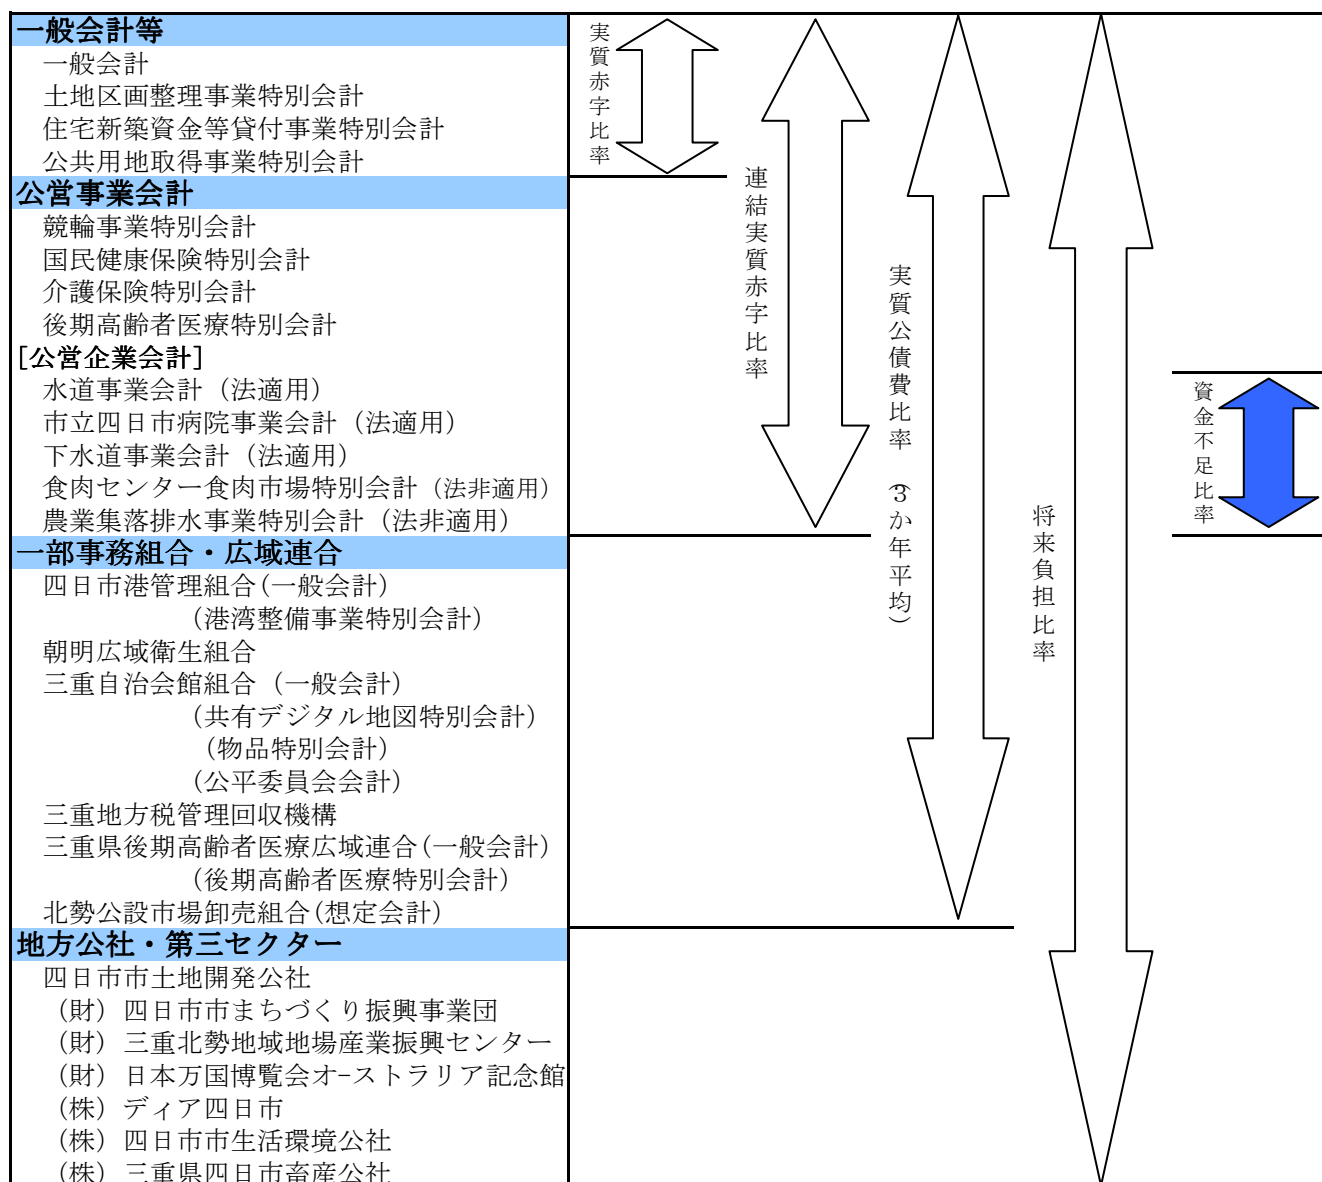 一般会計等
一般会計
土地区画整理事業特別会計
住宅新築資金等貸付事業特別会計
公共用地取得事業特別会計
公営事業会計
競輪事業特別会計
国民健康保険特別会計
介護保険特別会計
後期高齢者医療特別会計
[公営企業会計]
水道事業会計（法適用）
市立四日市病院事業会計（法適用）
下水道事業会計（法適用）
食肉センター食肉市場特別会計（法非適用）
農業集落排水事業特別会計（法非適用）
一部事務組合・広域連合
四日市港管理組合(一般会計)
（港湾整備事業特別会計）
朝明広域衛生組合
三重自治会館組合（一般会計）
（共有デジタル地図特別会計）
（物品特別会計）
（公平委員会会計）
三重地方税管理回収機構
三重県後期高齢者医療広域連合(一般会計)
（後期高齢者医療特別会計）
北勢公設市場卸売組合(想定会計)
地方公社・第三セクター
四日市市土地開発公社
（財）四日市市まちづくり振興事業団
（財）三重北勢地域地場産業振興センター
（財）日本万国博覧会オ-ストラリア記念館
（株）ディア四日市
（株）四日市市生活環境公社
（株）三重県四日市畜産公社
実質赤字比率
連結実質赤字比率
実質公債費比率（3か年平均）
将来負担比率
資金不足比率